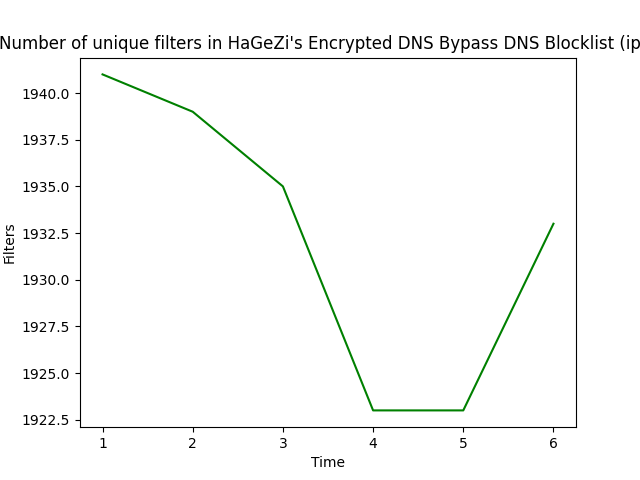 Number of unique filters in HaGeZi's Encrypted DNS Bypass DNS Blocklist (ip
1940.0
1937.5
1935.0
1932.5
1930.0
1927.5
1925.0
1922.5
Filters
1 2 3 4 5 6
Time